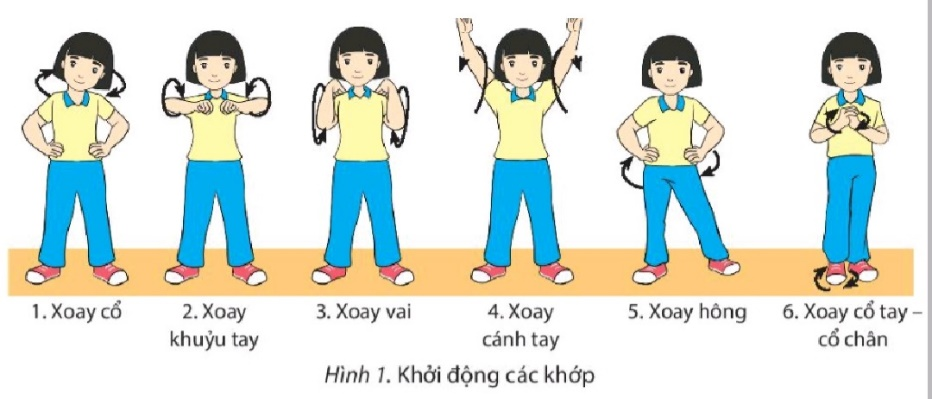 1. Xoay cổ
2. Xoay
khuỷu tay
3. Xoay vai
4. Xoay
cánh tay
5. Xoay hông
6. Xoay cổ tay –
cổ chân
Hình 1. Khởi động các khớp